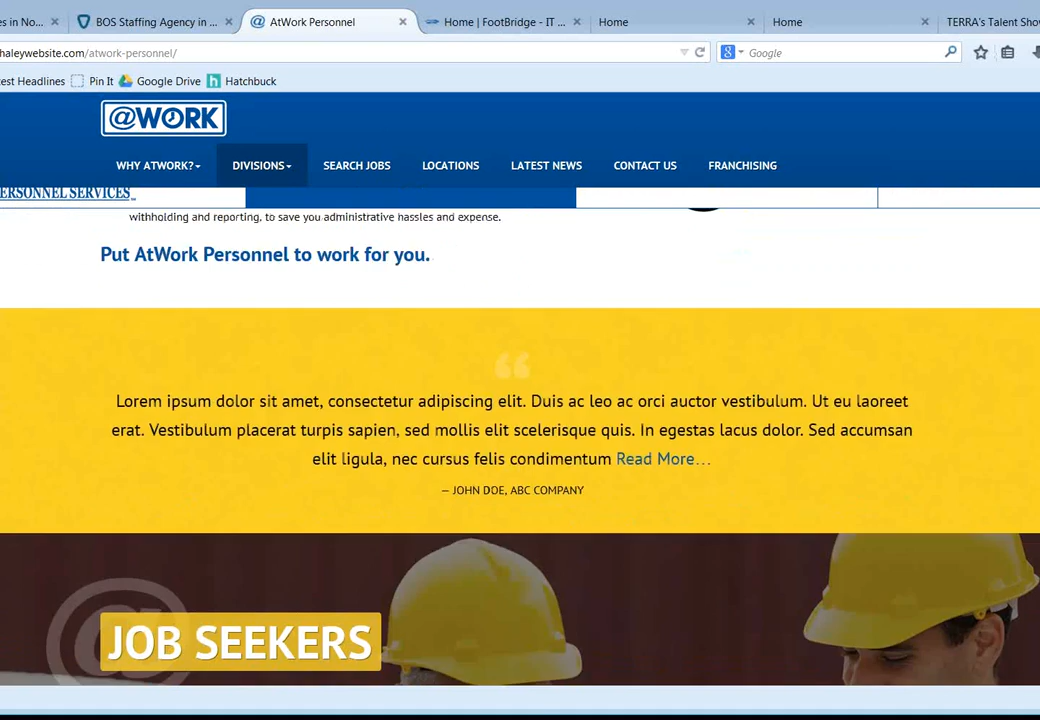 es in No...
BOS Staffing Agency in ...
AtWork Personnel
Home | FootBridge - IT ...
Home
Home
TERRA's Talent Show
haleywebsite.com/atwork-personnel/
Google
est Headlines
Pin It
Google Drive
Hatchbuck
@WORK
WHY ATWORK?
DIVISIONS
SEARCH JOBS
LOCATIONS
LATEST NEWS
CONTACT US
FRANCHISING
ERSONNEL SERVICES
withholding and reporting, to save you administrative hassles and expense.
Put AtWork Personnel to work for you.
“
Lorem ipsum dolor sit amet, consectetur adipiscing elit. Duis ac leo ac orci auctor vestibulum. Ut eu laoreet
erat. Vestibulum placerat turpis sapien, sed mollis elit scelerisque quis. In egestas lacus dolor. Sed accumsan
elit ligula, nec cursus felis condimentum Read More...
— JOHN DOE, ABC COMPANY
@
JOB SEEKERS